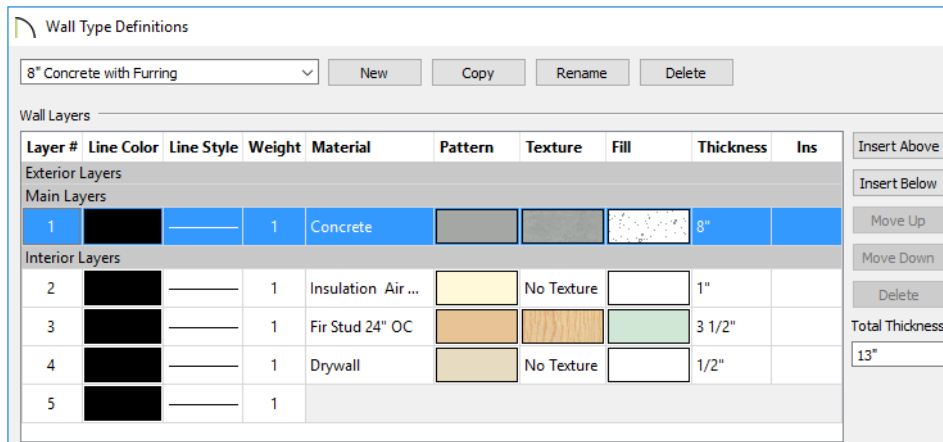 Wall Type Definitions
8" Concrete with Furring New Copy Rename Delete
Wall Layers
Layer # Line Color Line Style Weight Material Pattern Texture Fill Thickness Ins
Exterior Layers
Main Layers
1 1 Concrete 8"
Interior Layers
2 1 Insulation Air ... No Texture 1"
3 1 Fir Stud 24" OC 3 1/2"
4 1 Drywall No Texture 1/2"
5 1
Insert Above
Insert Below
Move Up
Move Down
Delete
Total Thickness
13"